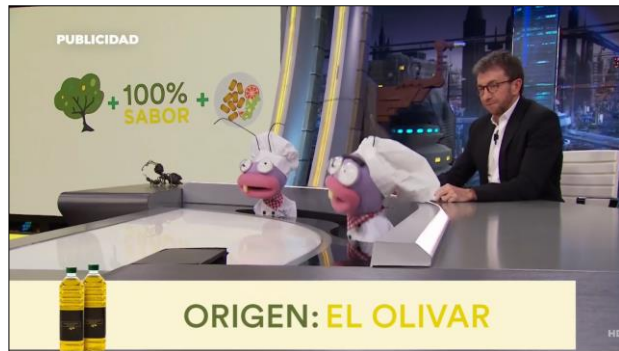 PUBLICIDAD
+ 100% +
SABOR
ORIGEN: EL OLIVAR